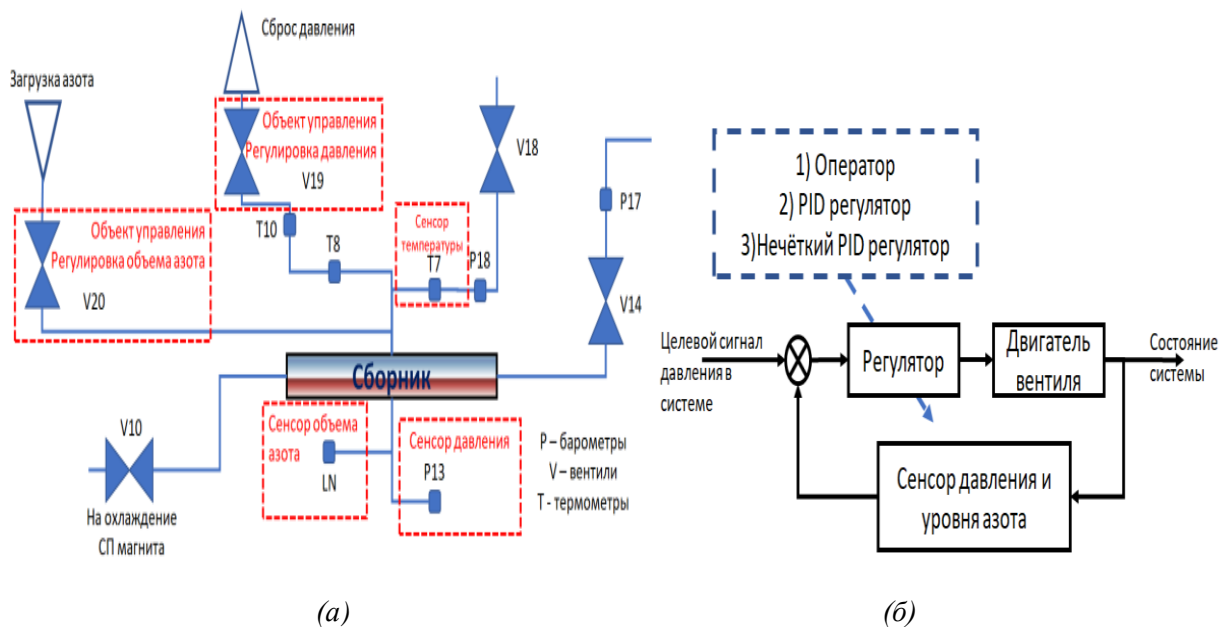 Сброс давления
Загрузка азота
Объект управления
Регулировка давления
V19
V18
T10
T8
Сенсор
температуры
T7
P18
P17
Объект управления
Регулировка объема азота
V20
V14
Сборник
V10
На охлаждение
СП магнита
Сенсор объема
азота
LN
Сенсор давления
P13
P – барометры
V – вентили
T - термометры
(а)
1) Оператор
2) PID регулятор
3)Нечёткий PID регулятор
Целевой сигнал
давления в
системе
Регулятор
Двигатель
вентиля
Состояние
системы
Сенсор давления и
уровня азота
(б)